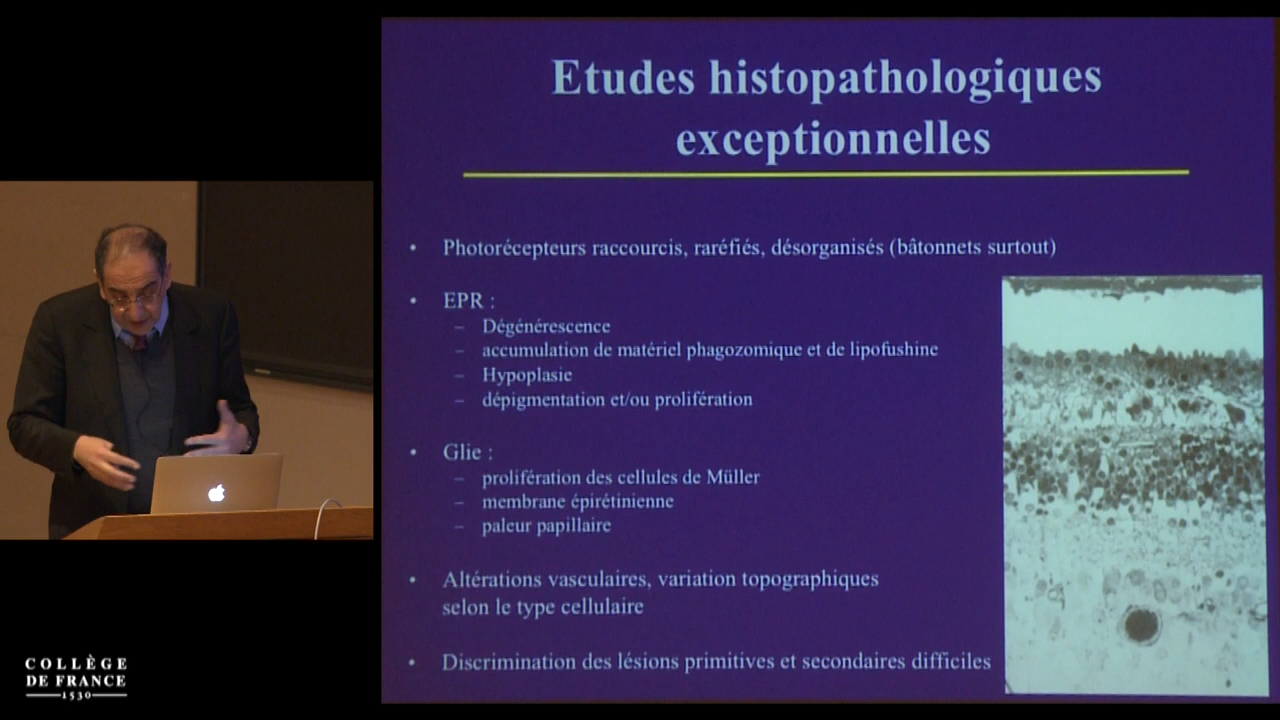 Etudes histopathologiques
exceptionnelles
• Photorécepteurs raccourcis, raréfiés, désorganisés (bâtonnets surtout)
• EPR :
– Dégénérescence
– accumulation de matériel phagozomique et de lipofushine
– Hypoplasie
– dépigmentation et/ou prolifération
• Glie :
– prolifération des cellules de Müller
– membrane épirétinienne
– paleur papillaire
• Altérations vasculaires, variation topographiques
selon le type cellulaire
• Discrimination des lésions primitives et secondaires difficiles
COLLÈGE
DE FRANCE
1530